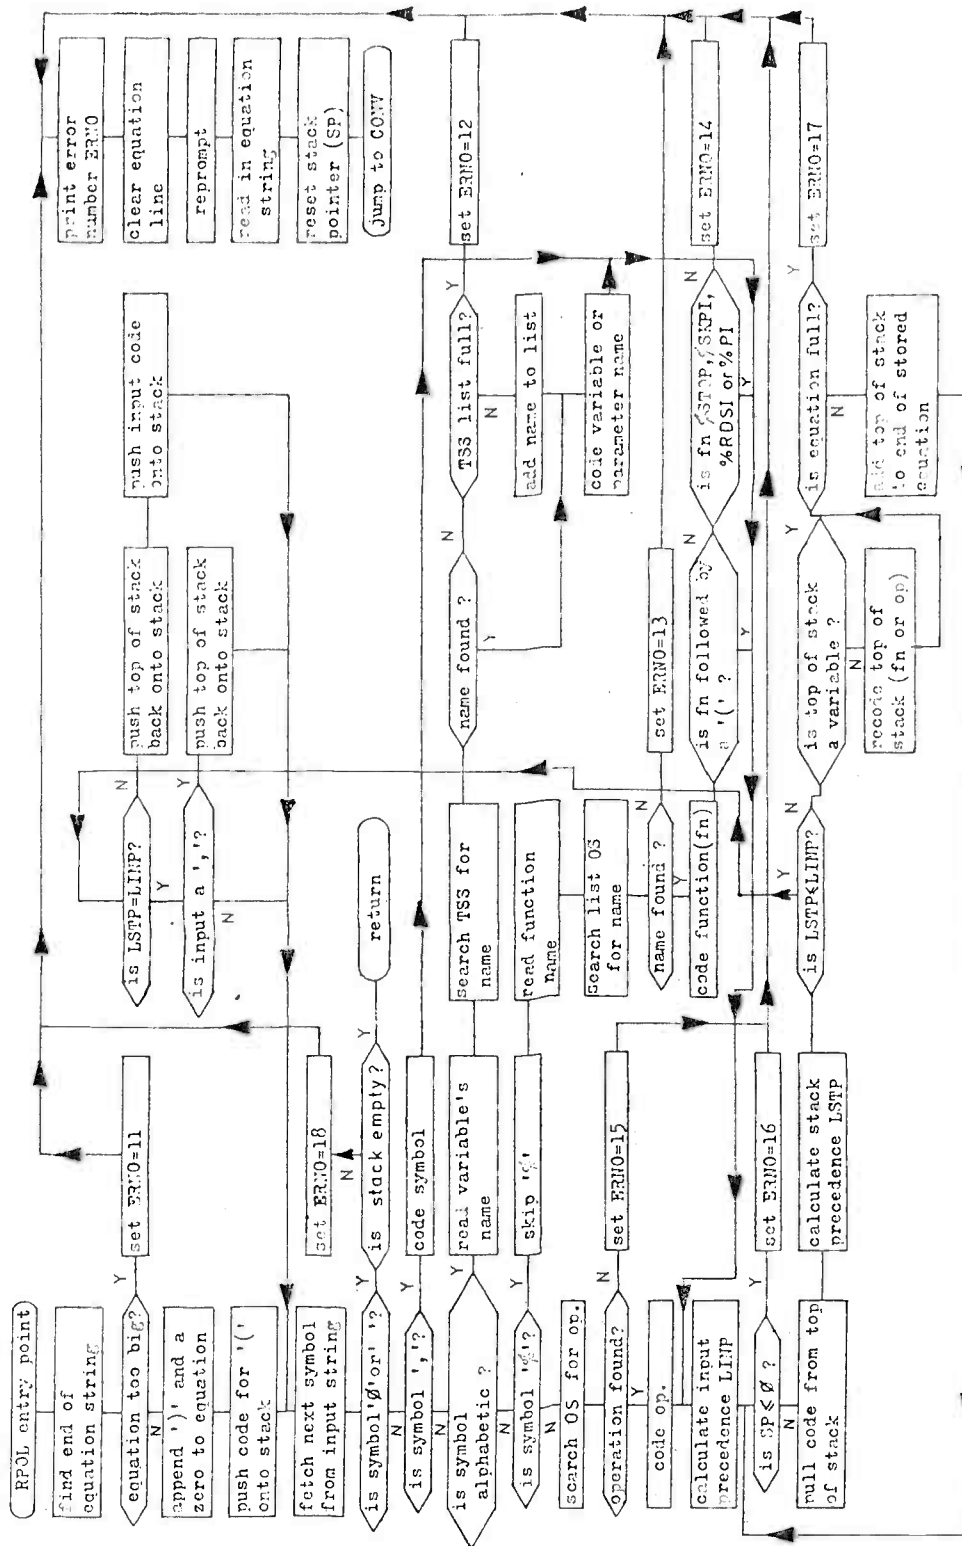 RPOL entry point
find end of
equation string
equation too big?
Y
set ERNO=11
N
append ')' and a
zero to equation
push code for '('
onto stack
fetch next symbol
from input string
is symbol'Ø'or' '?
Y
is stack empty?
Y
return
N
set ERNO=18
N
is symbol ','?
Y
code symbol
N
is symbol
alphabetic ?
Y
read variable's
name
search TSS for
name
name found ?
N
Y
TSS list full?
Y
set ERNO=12
N
add name to list
code variable or
parameter name
N
is symbol '%'?
Y
skip '%'
read function
name
search list OS
for name
name found ?
N
set ERNO=13
Y
code function(fn)
is fn followed by
a '(' ?
N
Y
is fn %STOP,%SKPI,
%RDSI or %PI
N
set ERNO=14
Y
N
search OS for op.
operation found?
N
set ERNO=15
Y
code op.
calculate input
precedence LINP
is SP≤Ø ?
Y
set ERNO=16
N
pull code from top
of stack
calculate stack
precedence LSTP
is LSTP≤LINP?
N
Y
is top of stack
a variable ?
Y
N
recode top of
stack (fn or op)
is equation full?
Y
set ERNO=17
N
add top of stack
to end of stored
equation
is LSTP=LINP?
N
push top of stack
back onto stack
push input code
onto stack
Y
is input a ','?
Y
push top of stack
back onto stack
N
print error
number ERNO
clear equation
line
reprompt
read in equation
string
reset stack
pointer (SP)
jump to CONV